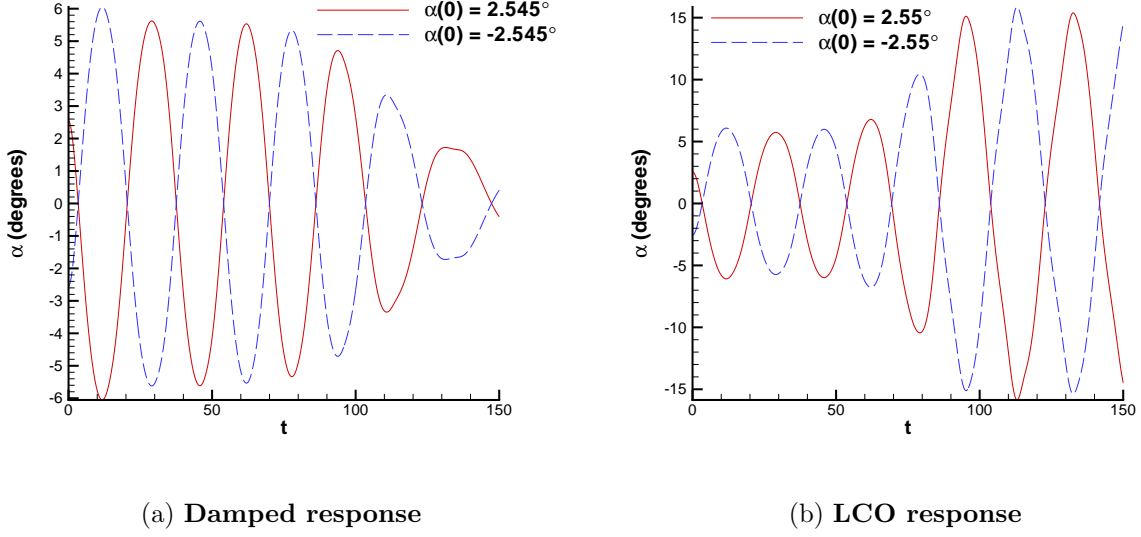 α(0) = 2.545°
α(0) = -2.545°
6
5
4
3
2
1
0
-1
-2
-3
-4
-5
-6
α (degrees)
0
50
100
150
t
(a) Damped response
α(0) = 2.55°
α(0) = -2.55°
15
10
5
0
-5
-10
-15
α (degrees)
0
50
100
150
t
(b) LCO response